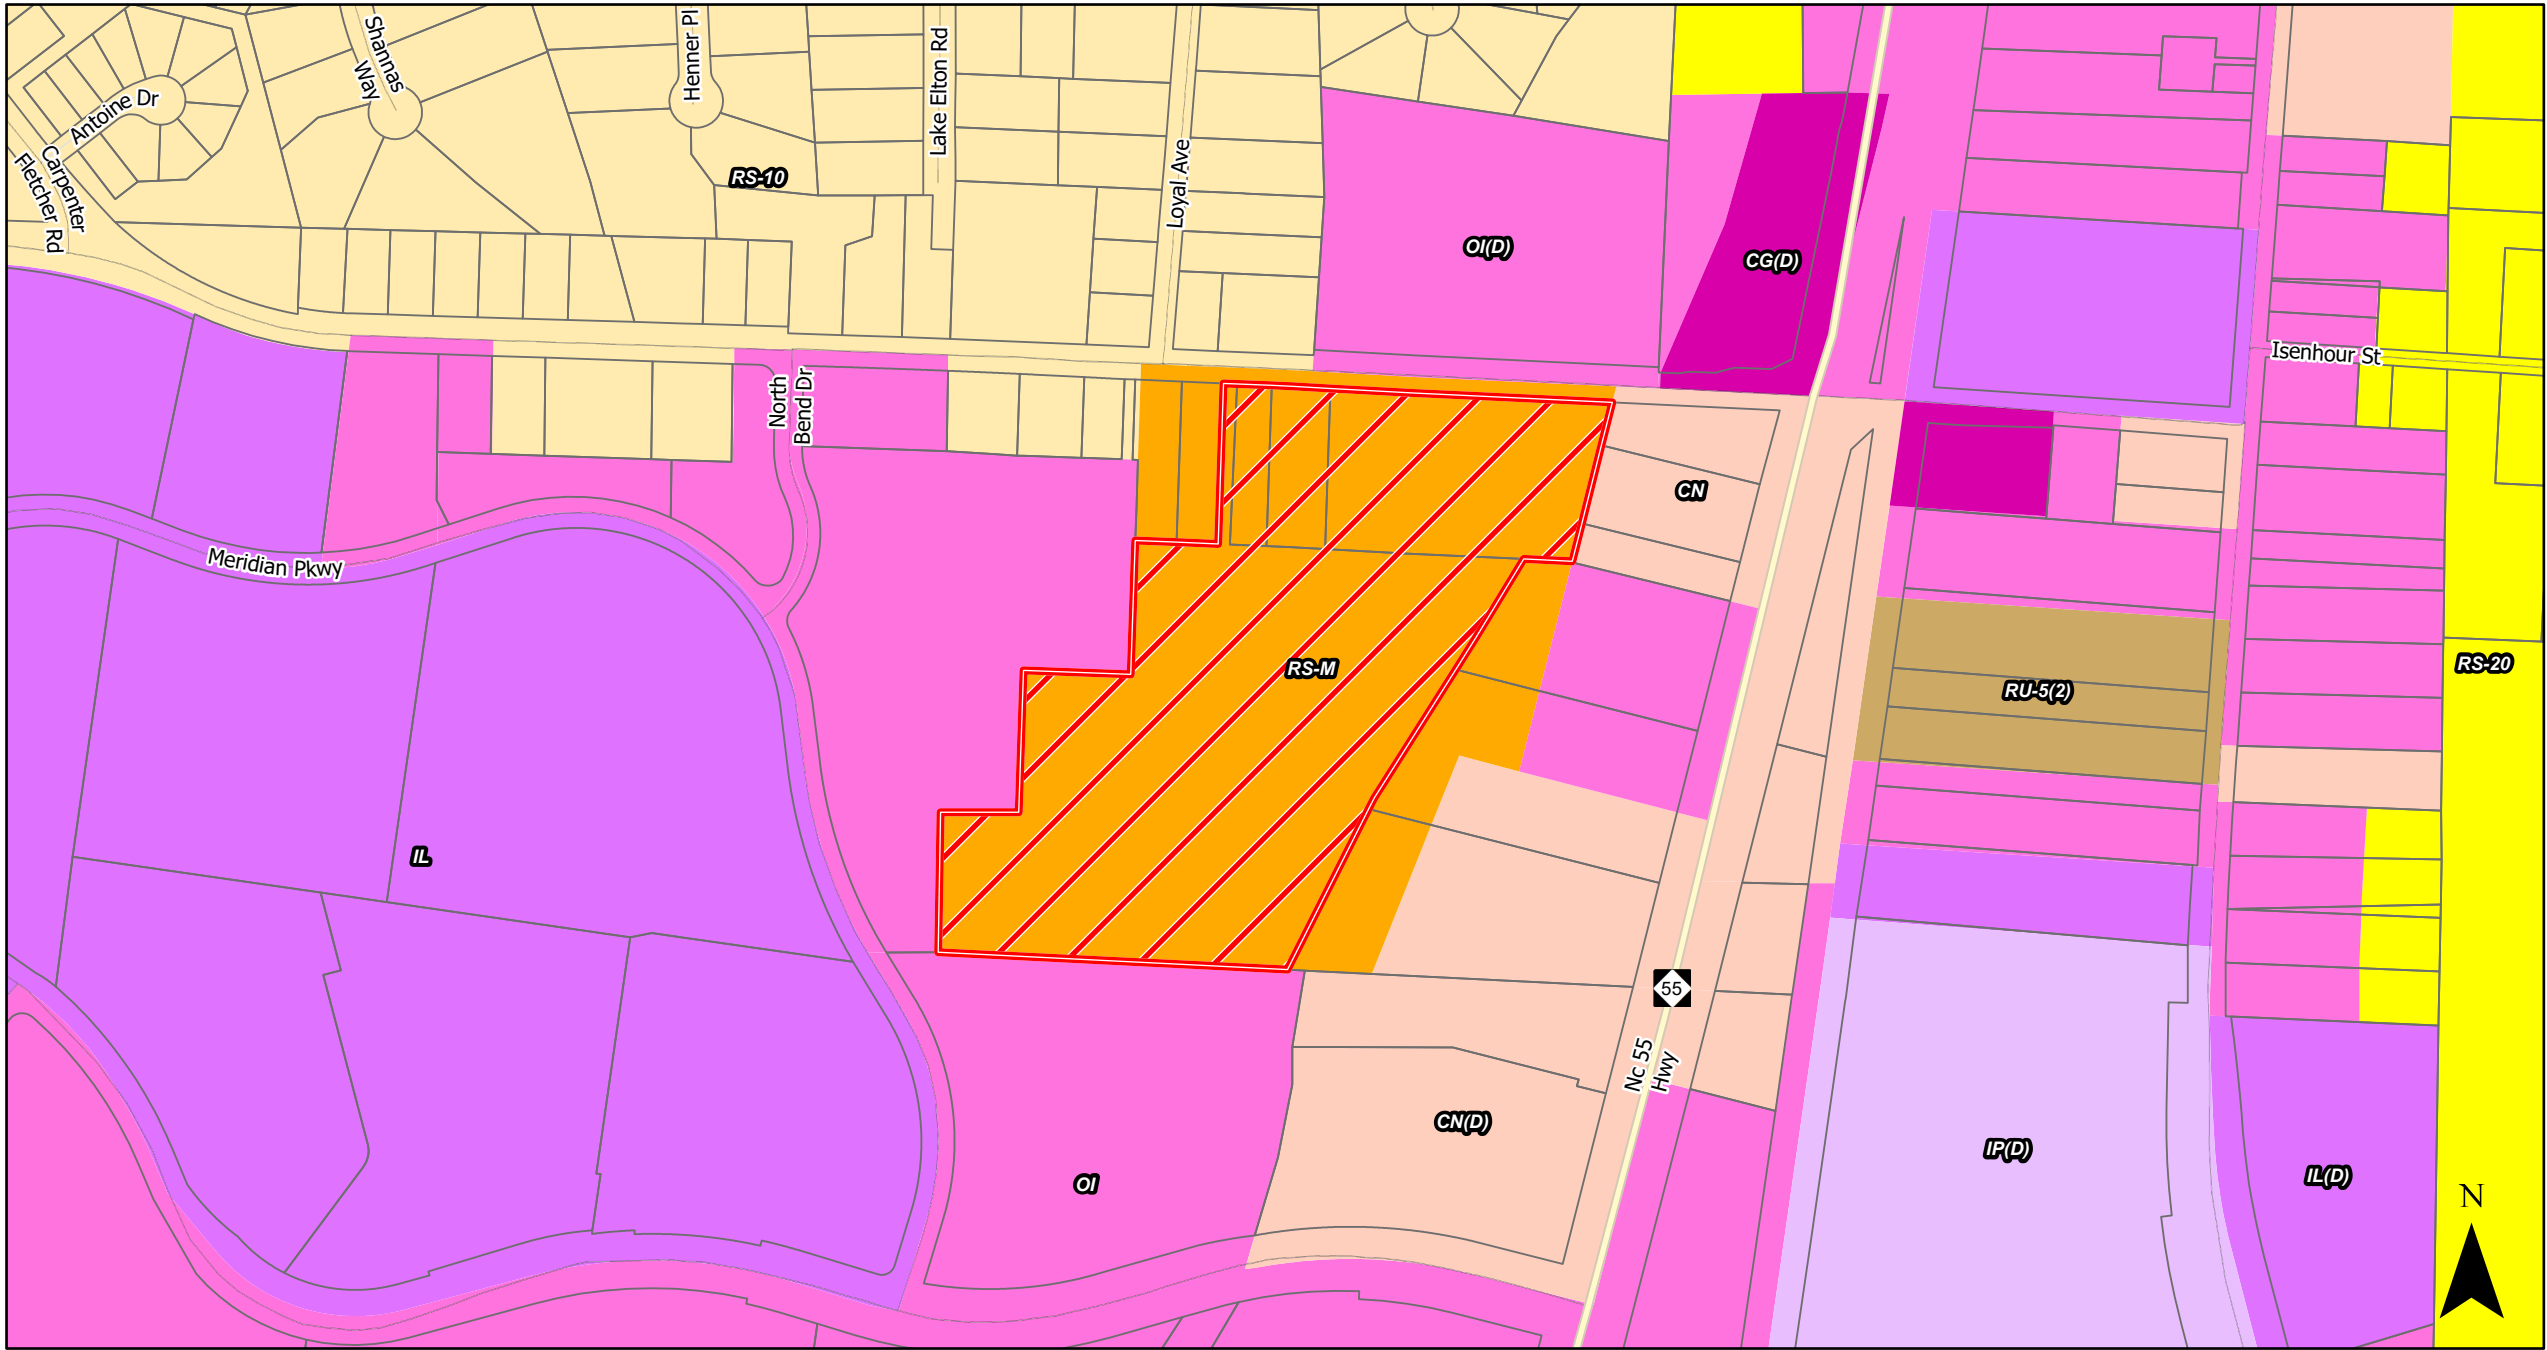 Shannas
Way
Henner Pl
Lake Elton Rd
Antoine Dr
Carpenter
Fletcher Rd
RS-10
Loyal Ave
OI(D)
CG(D)
Isenhour St
North
Bend Dr
CN
Meridian Pkwy
RS-M
RU-5(2)
RS-20
IL
55
Nc 55
Hwy
CN(D)
IP(D)
IL(D)
OI
N